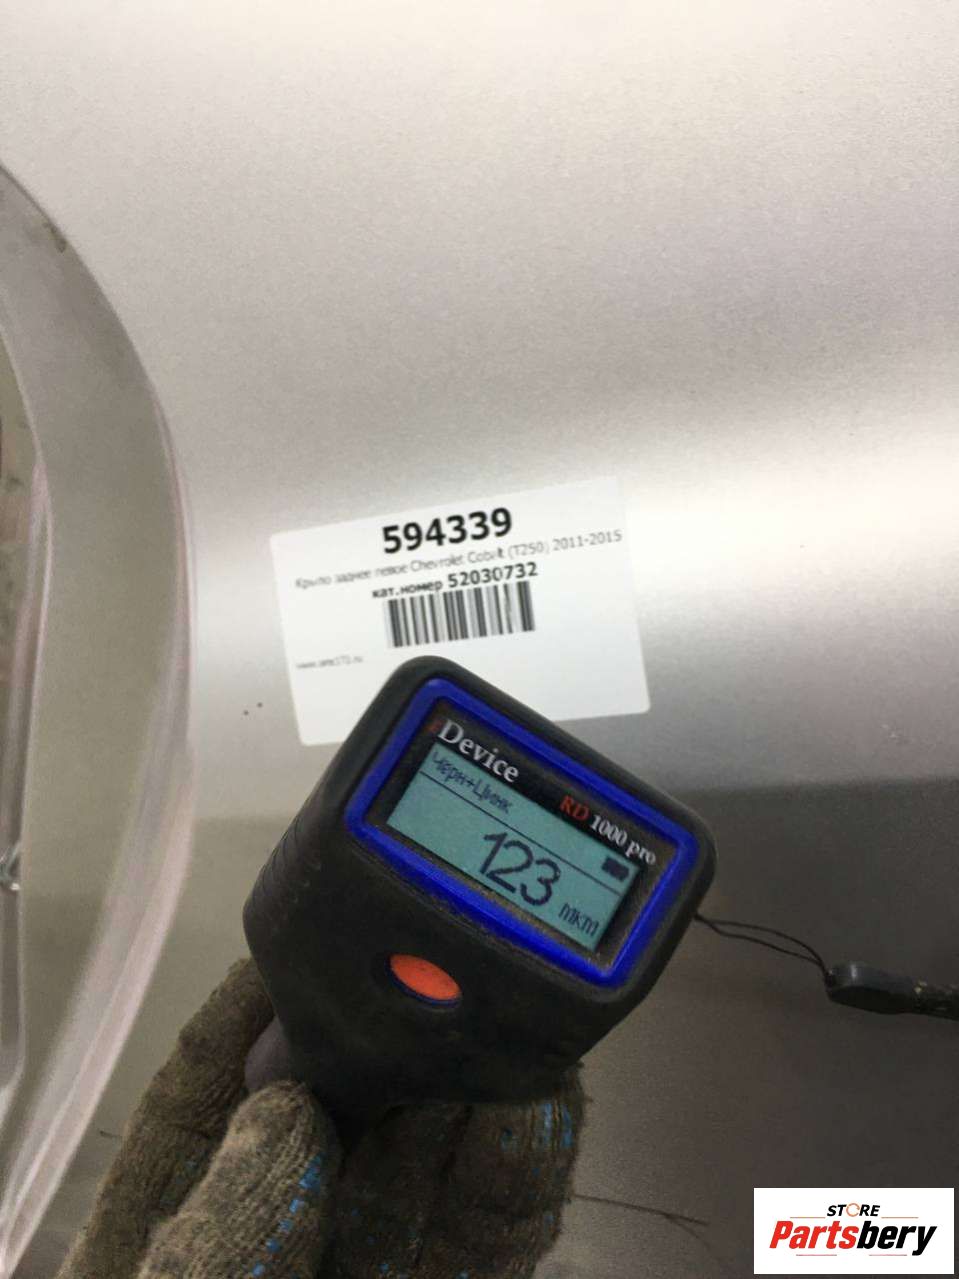 594339
Крыло заднее левое Chevrolet Cobalt (T250) 2011-2015
кат.номер 52030732
Device
Черн+Цинк
RD 1000 pro
123 мкm
STORE
Partsbery